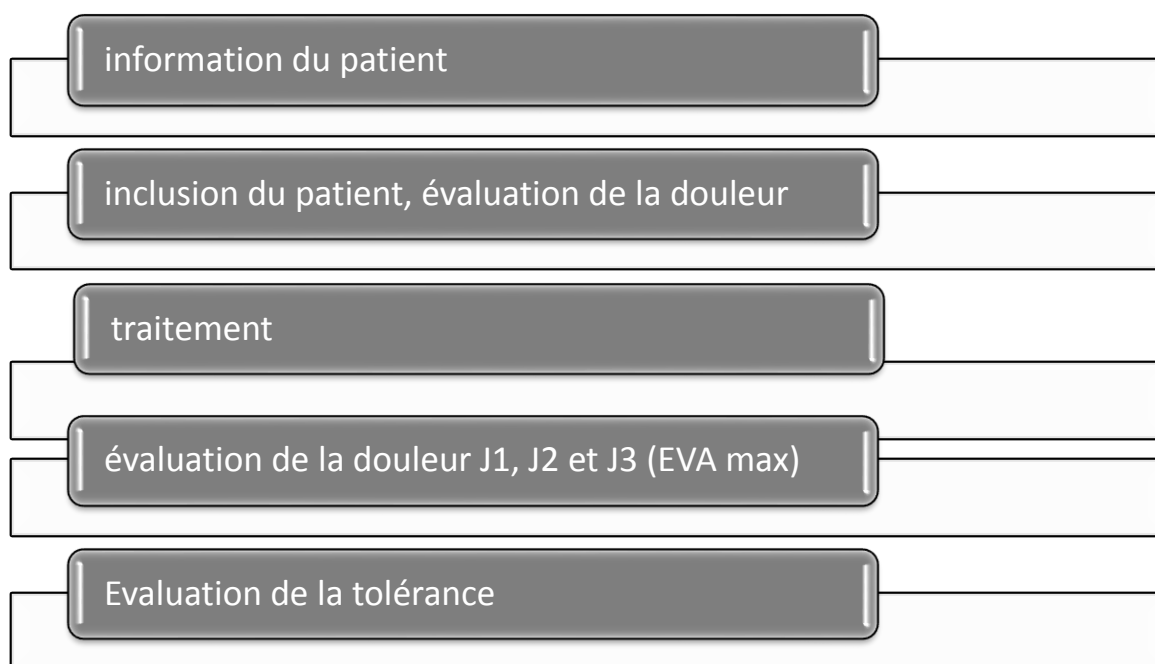 information du patient
inclusion du patient, évaluation de la douleur
traitement
évaluation de la douleur J1, J2 et J3 (EVA max)
Evaluation de la tolérance